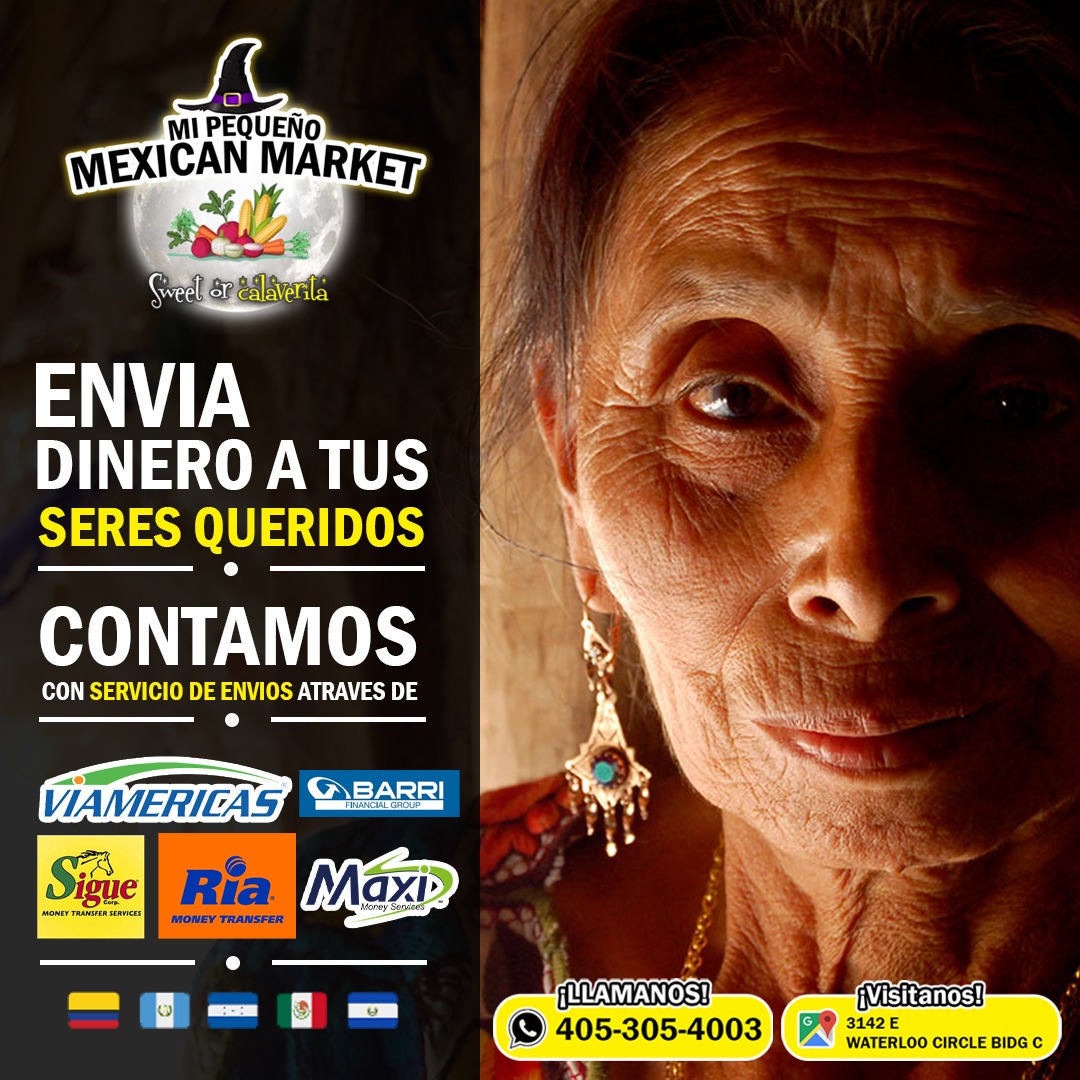 MI PEQUEÑO
MEXICAN MARKET
Sweet or calaverita
ENVIA
DINERO A TUS
SERES QUERIDOS
CONTAMOS
CON SERVICIO DE ENVIOS ATRAVES DE
VIAMERICAS
BARRI
FINANCIAL GROUP
Sigue
Corp.
MONEY TRANSFER SERVICES
Ria
MONEY TRANSFER
Maxi
Money Services
¡LLAMANOS!
405-305-4003
¡Visitanos!
3142 E
WATERLOO CIRCLE BIDG C